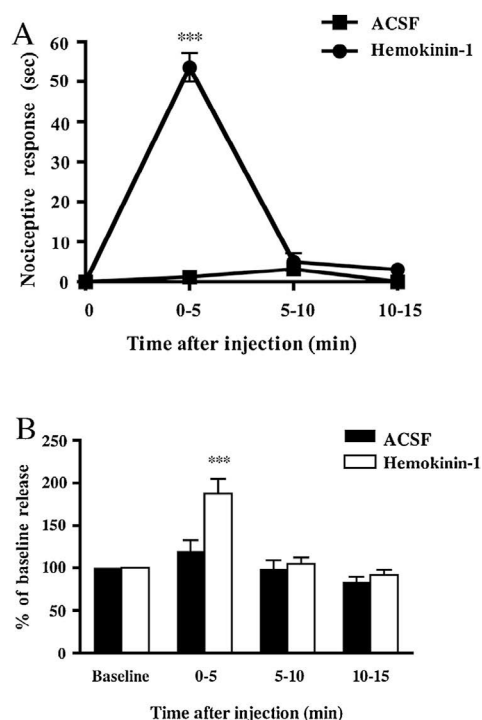 A
ACSF
Hemokinin-1
***
60
50
40
30
20
10
0
Nociceptive response (sec)
0 0-5 5-10 10-15
Time after injection (min)
B
ACSF
Hemokinin-1
***
250
200
150
100
50
0
% of baseline release
Baseline 0-5 5-10 10-15
Time after injection (min)